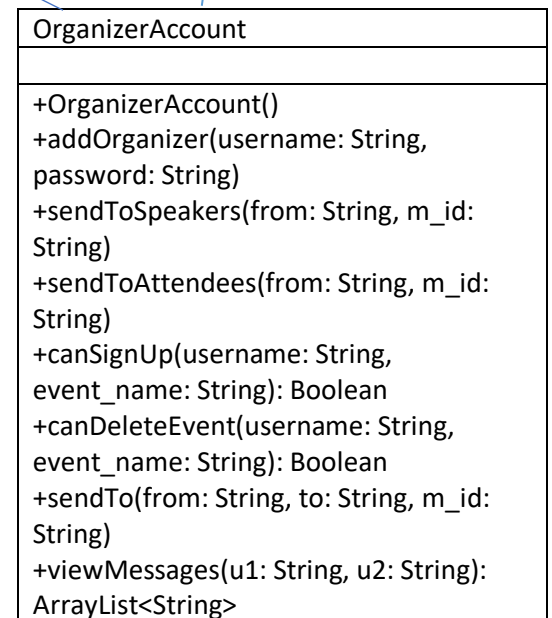 OrganizerAccount
+OrganizerAccount()
+addOrganizer(username: String,
password: String)
+sendToSpeakers(from: String, m_id:
String)
+sendToAttendees(from: String, m_id:
String)
+canSignUp(username: String,
event_name: String): Boolean
+canDeleteEvent(username: String,
event_name: String): Boolean
+sendTo(from: String, to: String, m_id:
String)
+viewMessages(u1: String, u2: String):
ArrayList<String>